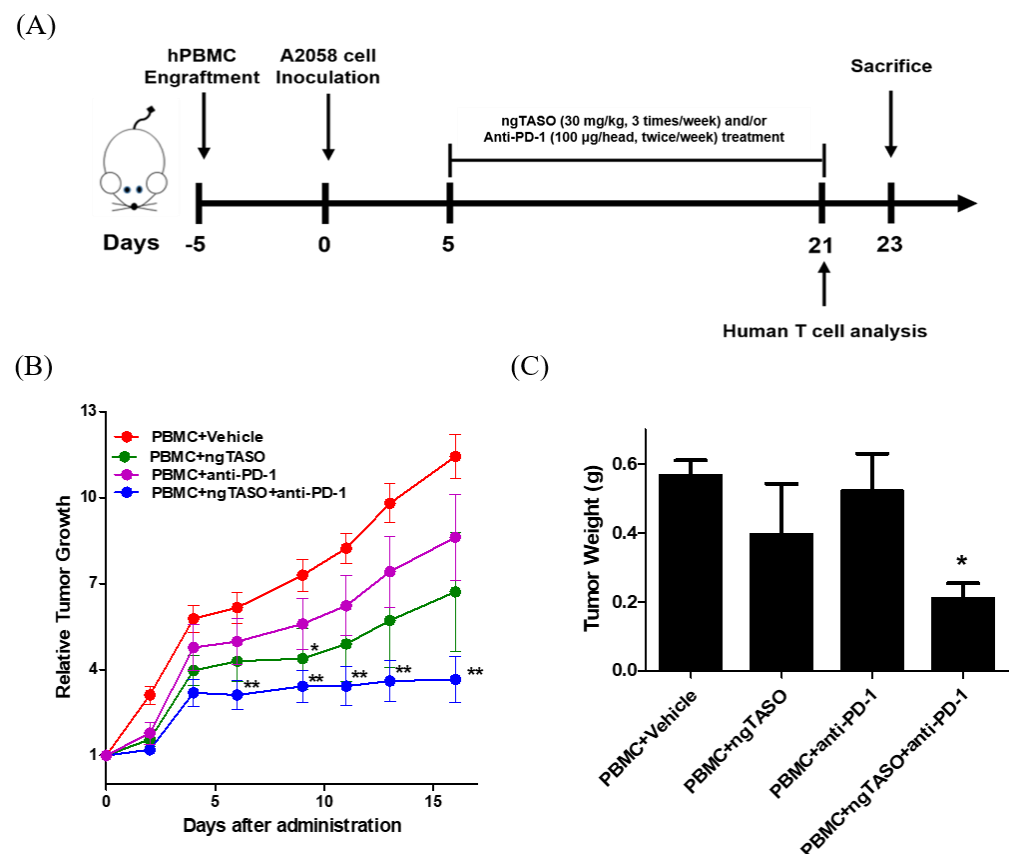 (A)
hPBMC
Engraftment
A2058 cell
Inoculation
Sacrifice
ngTASO (30 mg/kg, 3 times/week) and/or
Anti-PD-1 (100 µg/head, twice/week) treatment
Days
-5
0
5
21
23
Human T cell analysis
(B)
13
10
7
4
1
Relative Tumor Growth
PBMC+Vehicle
PBMC+ngTASO
PBMC+anti-PD-1
PBMC+ngTASO+anti-PD-1
*
**
**
**
**
**
0
5
10
15
Days after administration
(C)
Tumor Weight (g)
0.6
0.4
0.2
0.0
*
PBMC+Vehicle
PBMC+ngTASO
PBMC+anti-PD-1
PBMC+ngTASO+anti-PD-1